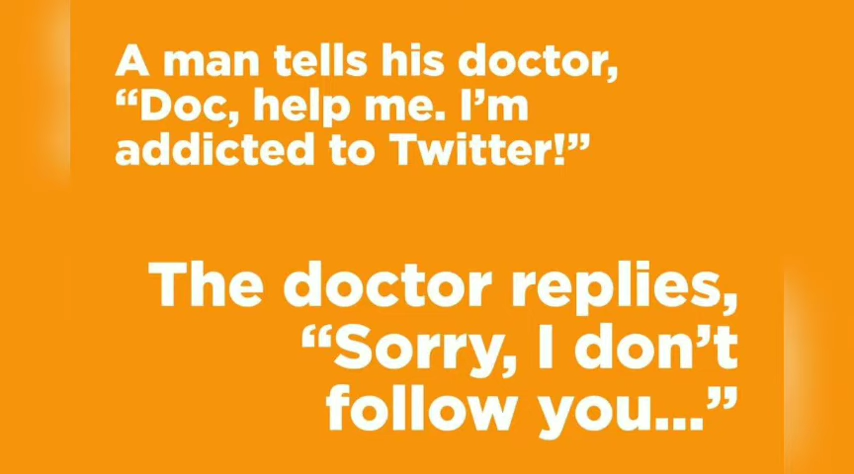 A man tells his doctor,
“Doc, help me. I’m
addicted to Twitter!”
The doctor replies,
“Sorry, I don’t
follow you...”